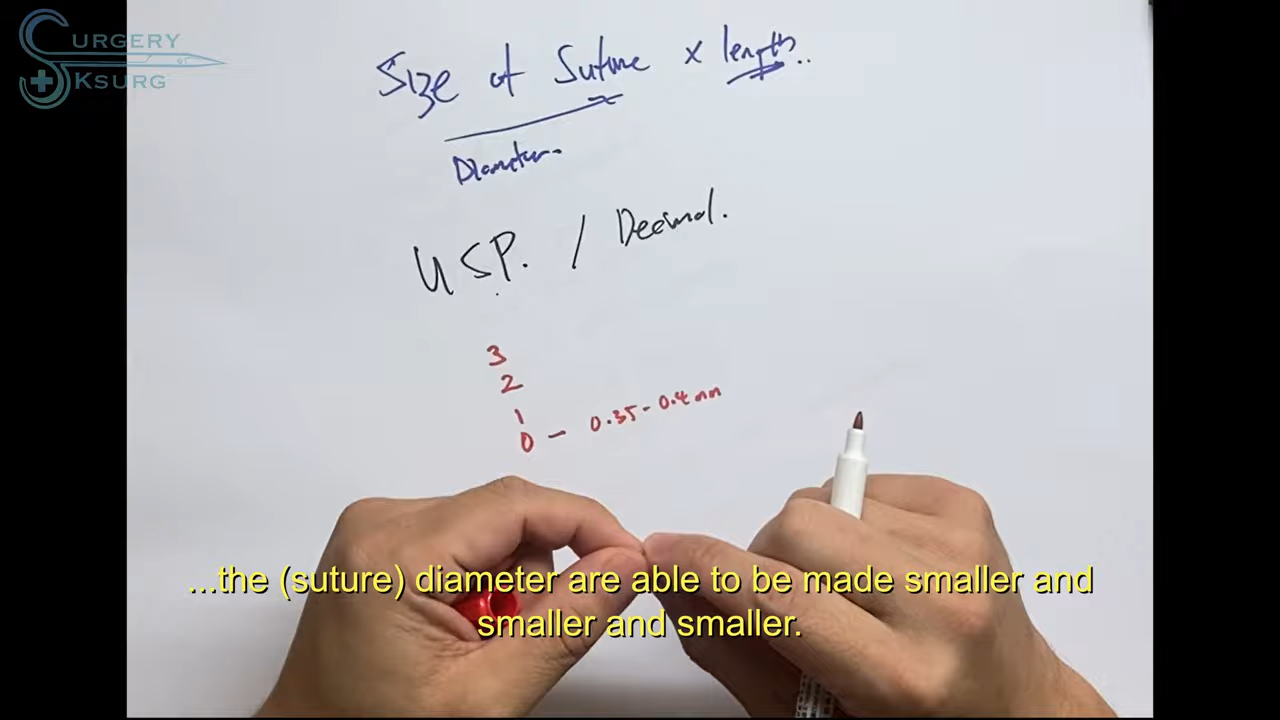 SURGERY
SKSURG
Size of Suture x length..
Diameter.
USP. / Decimal.
3
2
1
0 - 0.35 - 0.4 mm
...the (suture) diameter are able to be made smaller and
smaller and smaller.